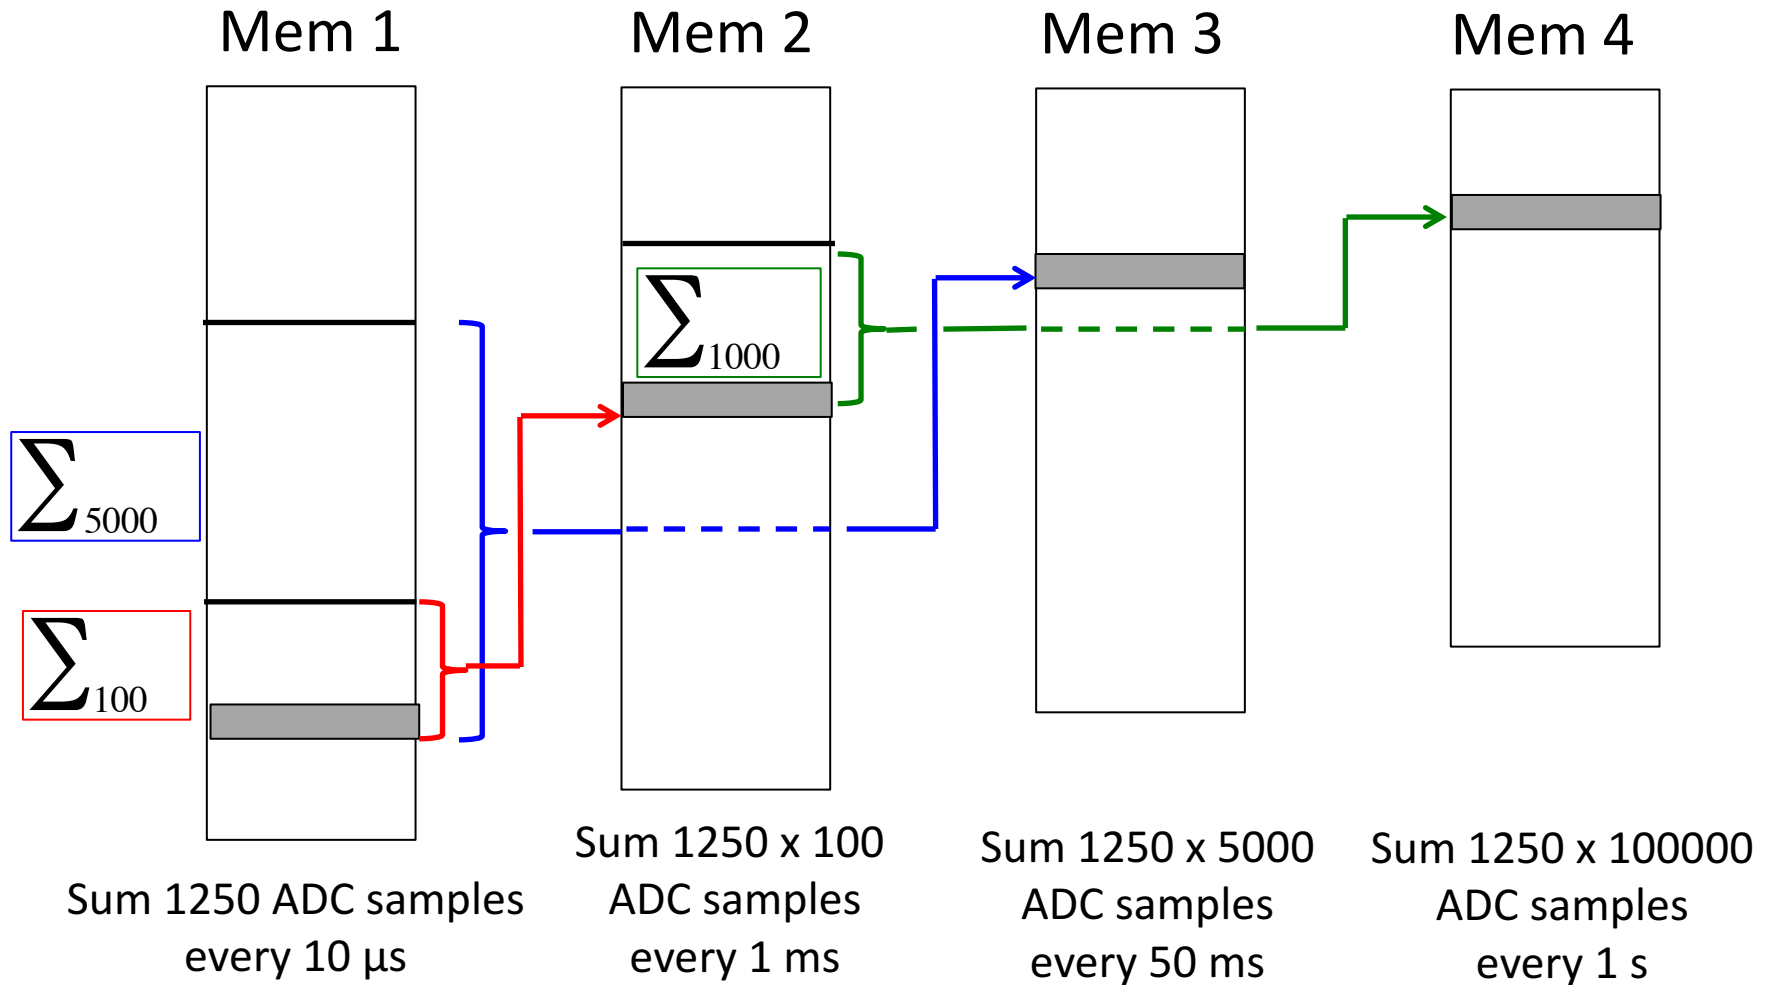 Mem 1
Mem 2
Mem 3
Mem 4
∑1000
∑5000
∑100
Sum 1250 ADC samples
every 10 µs
Sum 1250 x 100
ADC samples
every 1 ms
Sum 1250 x 5000
ADC samples
every 50 ms
Sum 1250 x 100000
ADC samples
every 1 s